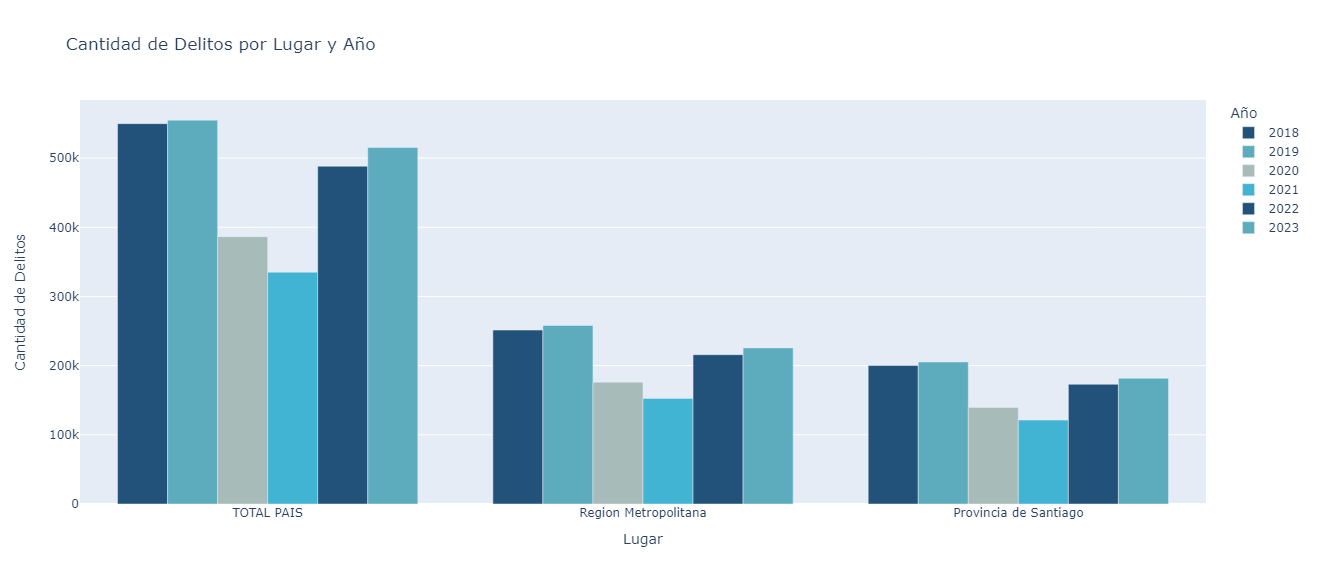 Cantidad de Delitos por Lugar y Año
Cantidad de Delitos
500k
400k
300k
200k
100k
0
TOTAL PAIS
Region Metropolitana
Provincia de Santiago
Lugar
Año
2018
2019
2020
2021
2022
2023